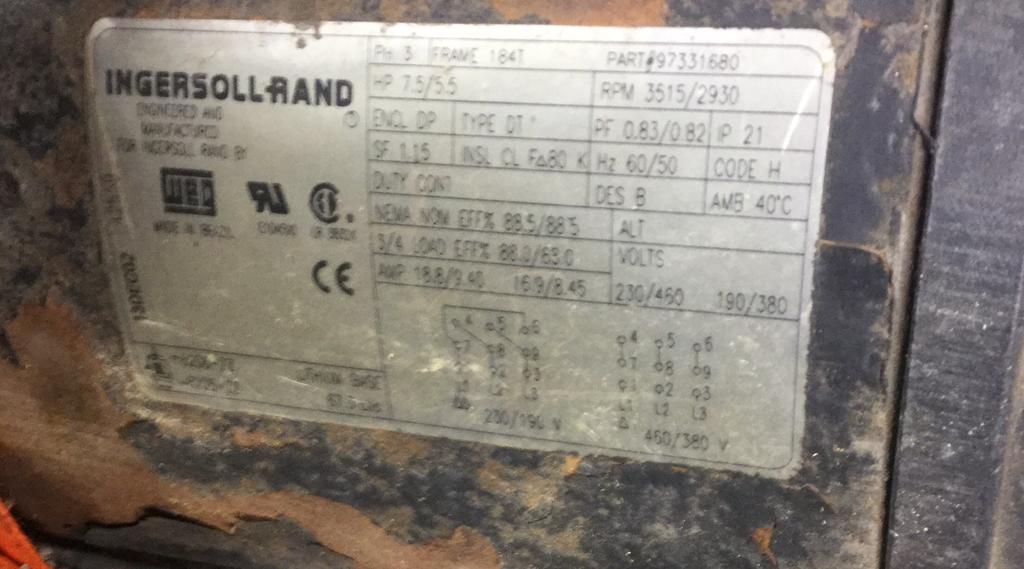 INGERSOLL-RAND
ENGINEERED AND
MANUFACTURED
FOR INGERSOLL RAND BY
WEG
MADE IN BRAZIL
CE
13DEC02
PH 3 FRAME 184T PART#97331680
HP 7.5/5.5 RPM 3515/2930
ENCL DP TYPE DT PF 0.83/0.82 IP 21
SF 1.15 INSL CL F∆80 K Hz 60/50 CODE H
DUTY CONT DES B AMB 40°C
NEMA NOM EFF% 88.5/88.5 ALT
3/4 LOAD EFF% 88.0/63.0 VOLTS
AMP 18.8/9.40 16.9/8.45 230/460 190/380
4 5 6 4 5 6
7 8 9 7 8 9
2 3 1 2 3
L1 L2 L3 L1 L2 L3
∆∆ ∆
230/190 V 460/380 V